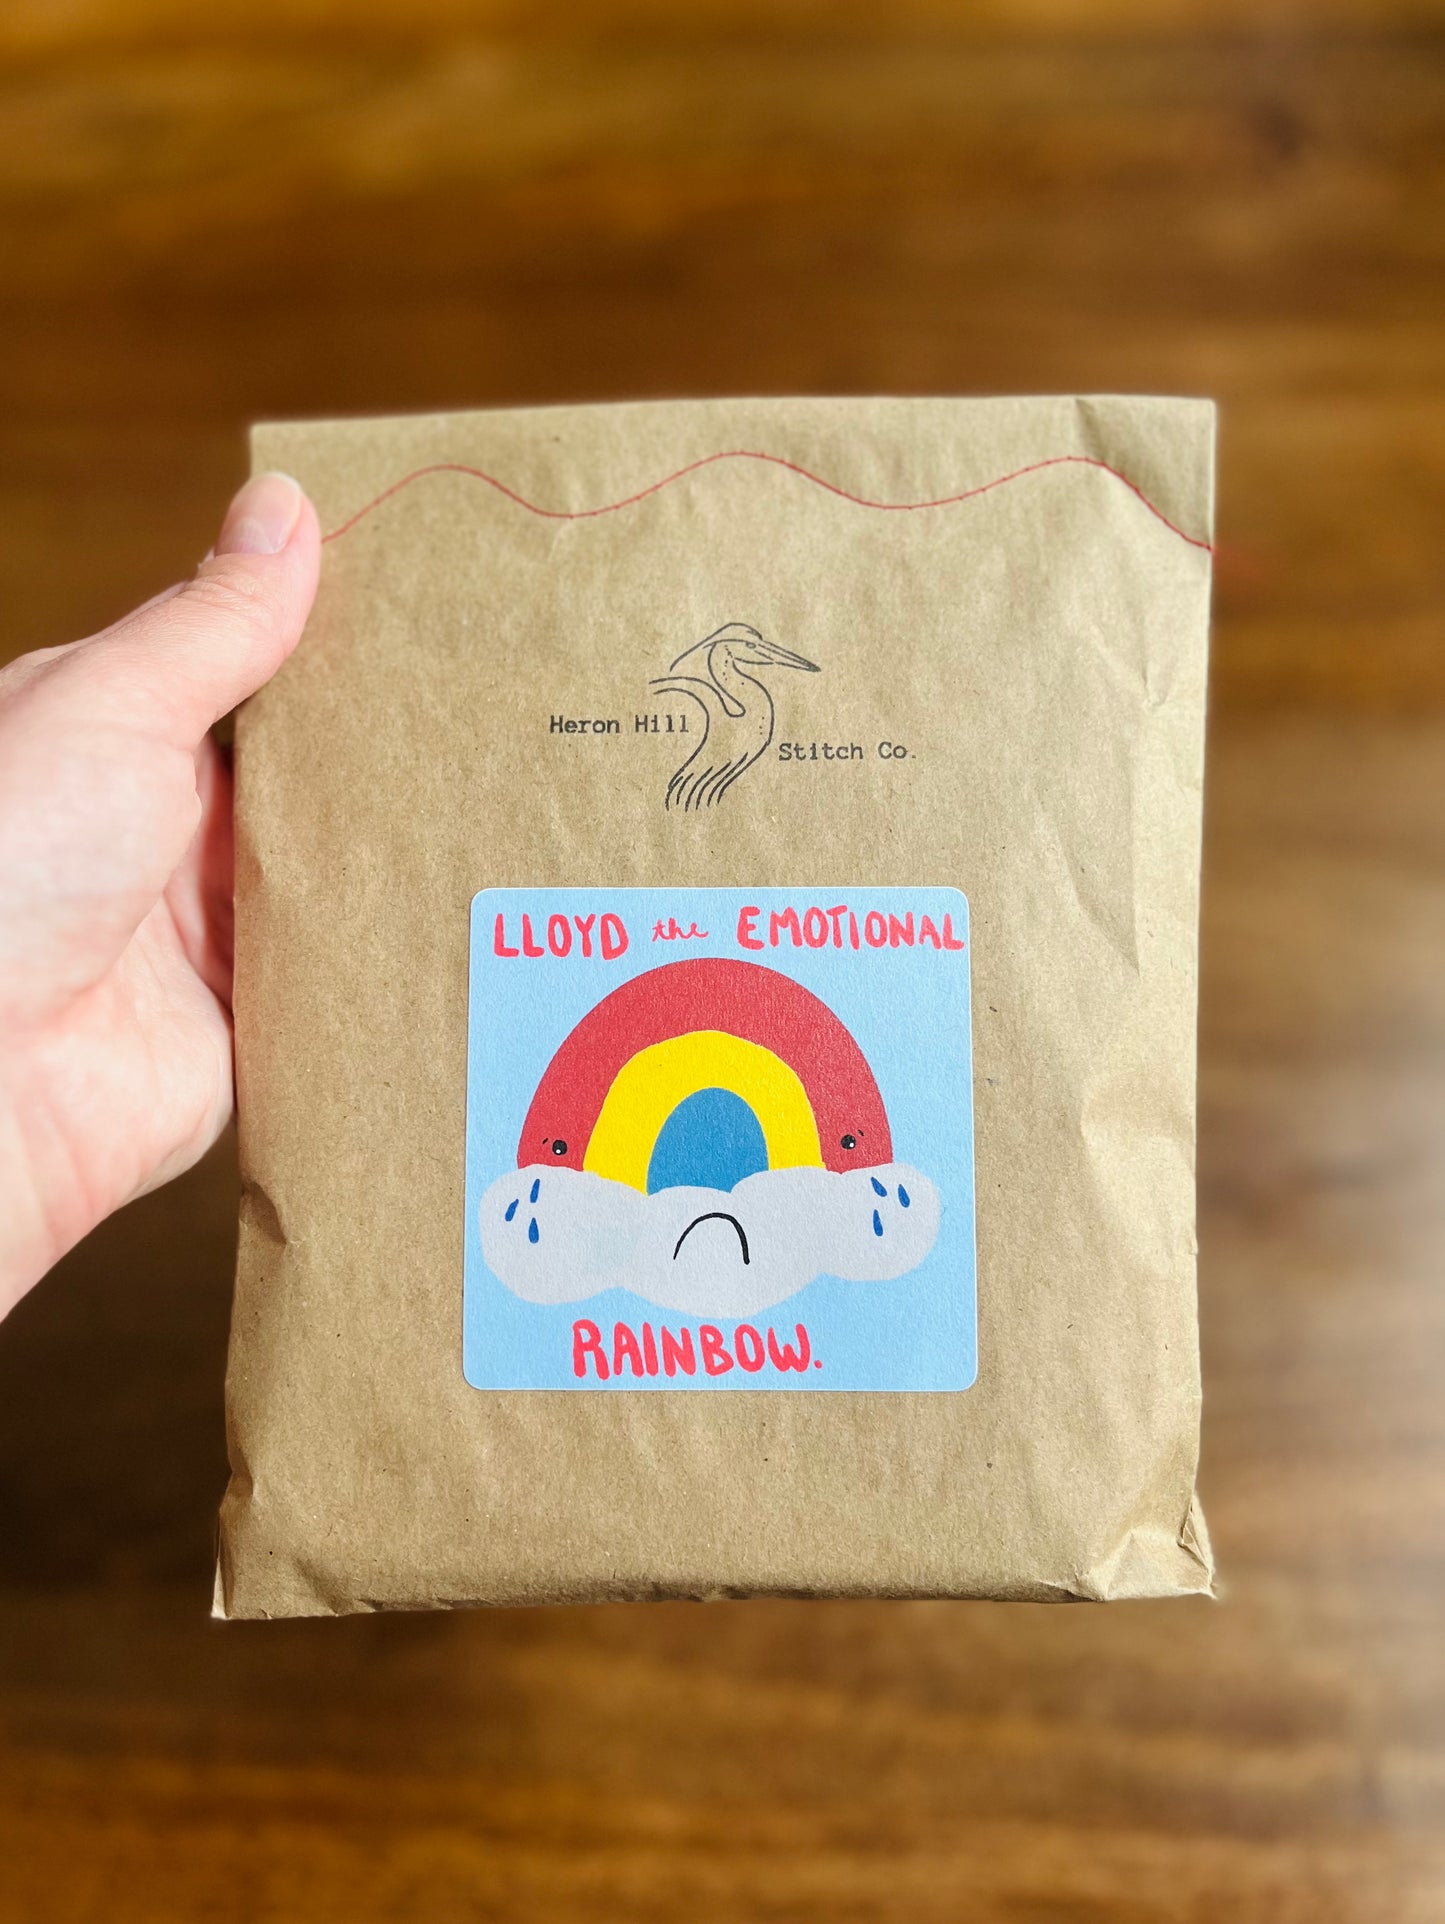 Heron Hill
Stitch Co.
LLOYD the EMOTIONAL
RAINBOW.